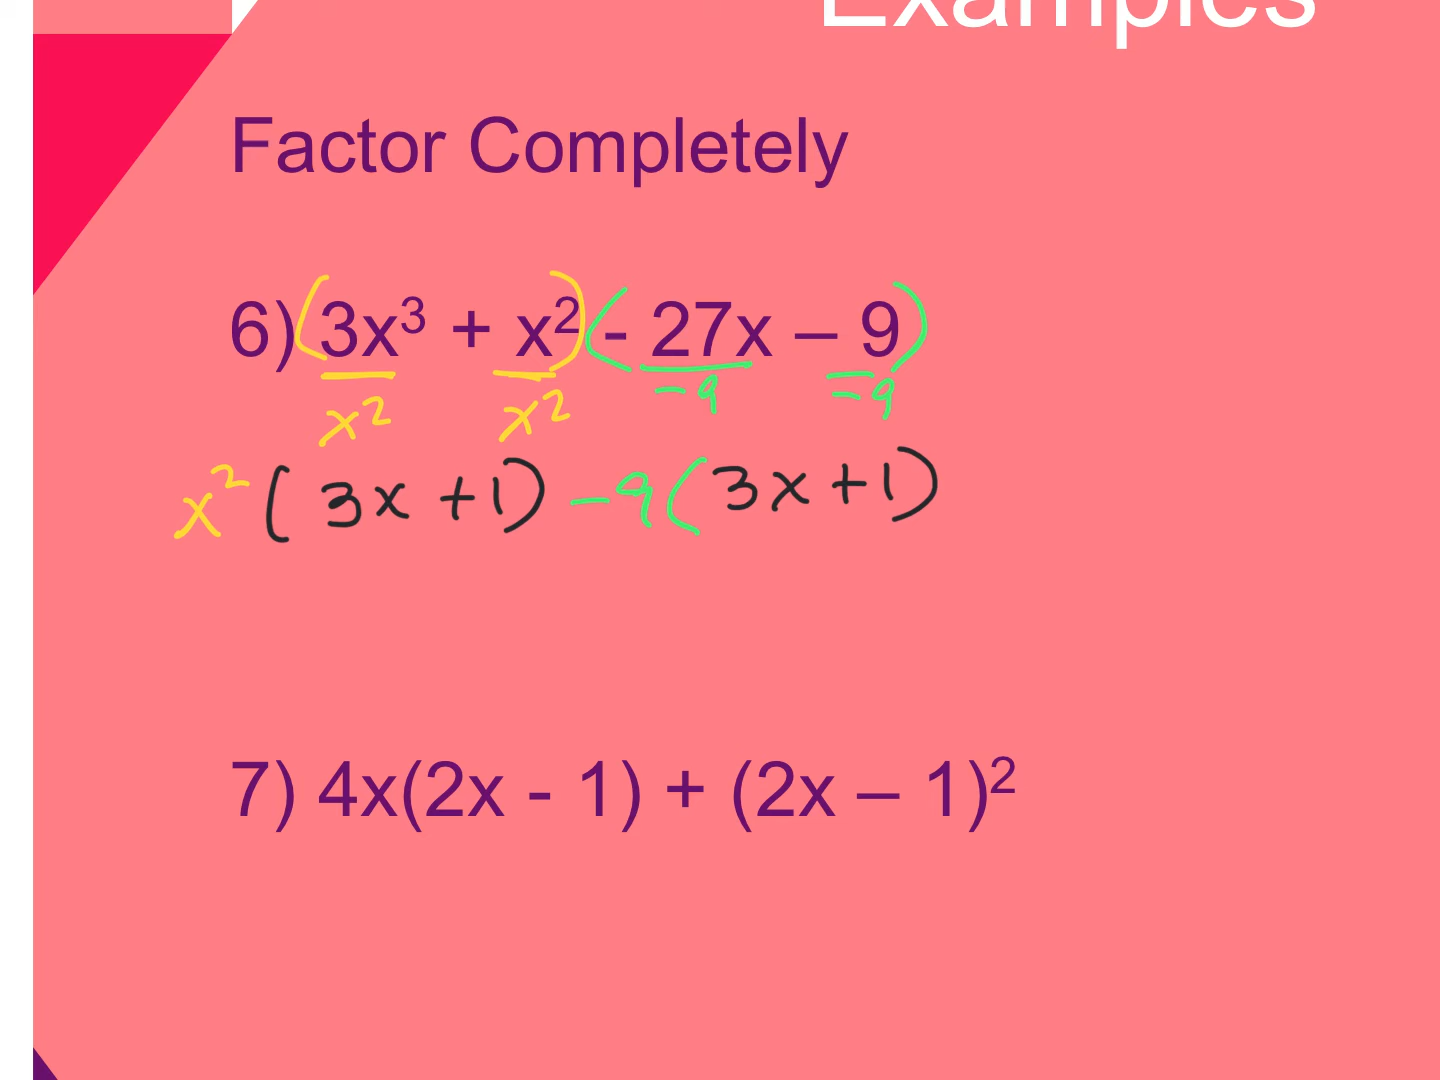 Examples
Factor Completely
6) (3x³ + x²) (- 27x – 9)
x² x² -9 -9
x² (3x+1) -9 (3x+1)
7) 4x(2x - 1) + (2x – 1)²